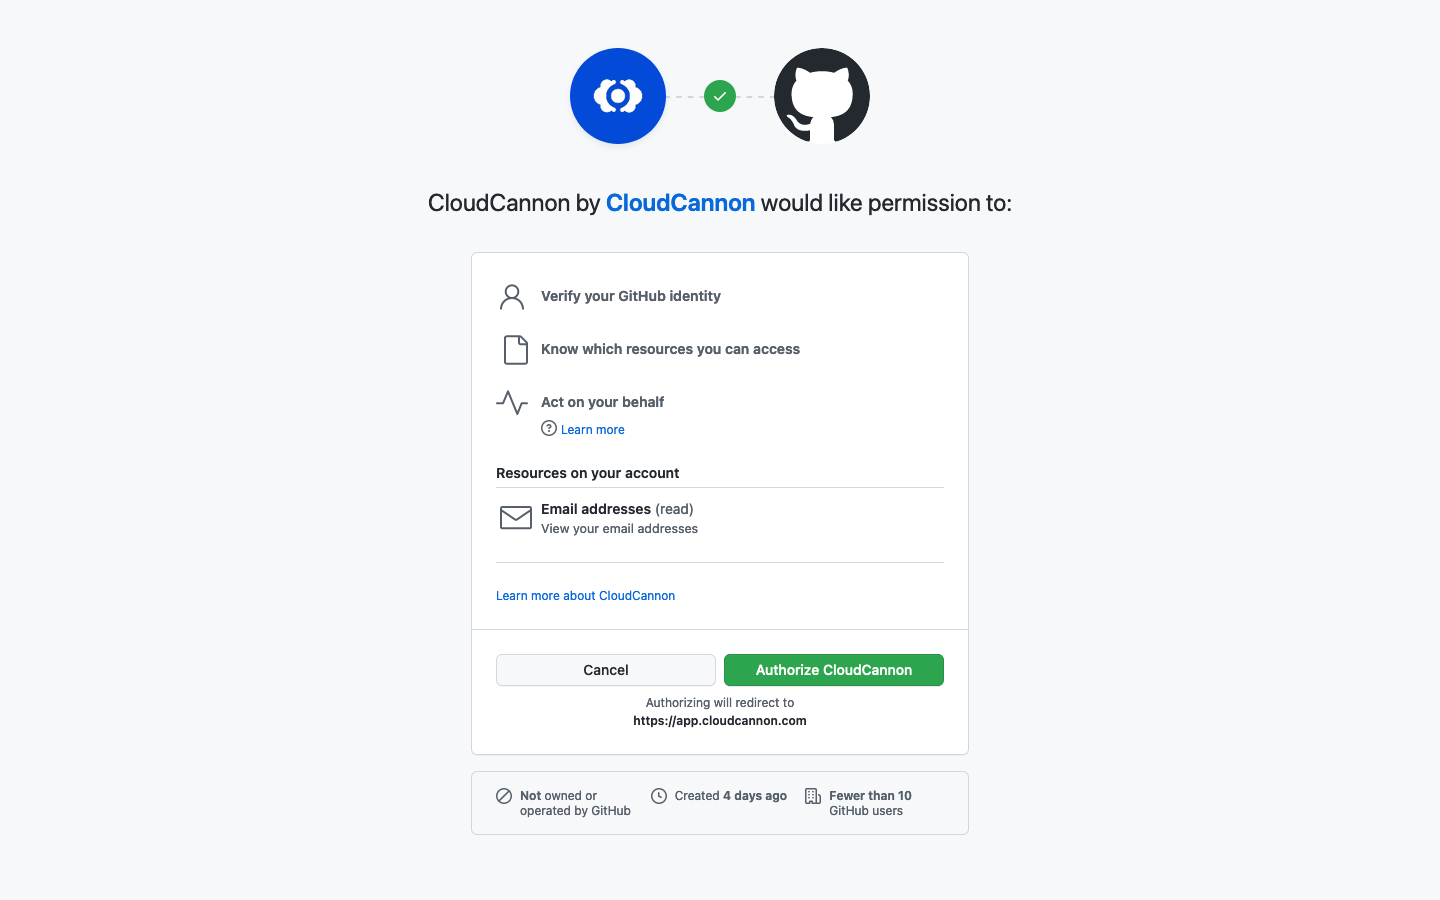 CloudCannon by CloudCannon would like permission to:
Verify your GitHub identity
Know which resources you can access
Act on your behalf
Learn more
Resources on your account
Email addresses (read)
View your email addresses
Learn more about CloudCannon
Cancel
Authorize CloudCannon
Authorizing will redirect to
https://app.cloudcannon.com
Not owned or
operated by GitHub
Created 4 days ago
Fewer than 10
GitHub users